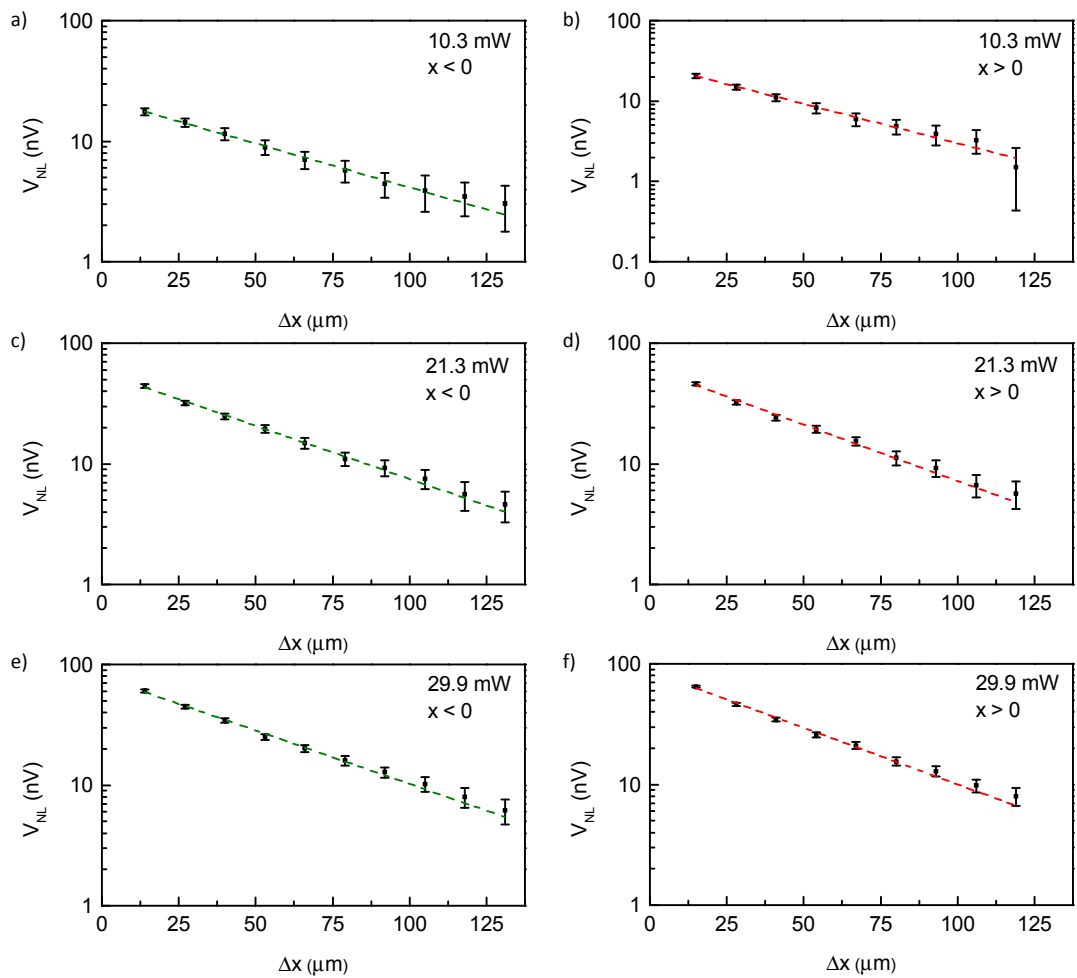 a)
100
10
1
V_NL (nV)
10.3 mW
x < 0
0 25 50 75 100 125
Δx (μm)
b)
100
10
1
0.1
V_NL (nV)
10.3 mW
x > 0
0 25 50 75 100 125
Δx (μm)
c)
100
10
1
V_NL (nV)
21.3 mW
x < 0
0 25 50 75 100 125
Δx (μm)
d)
100
10
1
V_NL (nV)
21.3 mW
x > 0
0 25 50 75 100 125
Δx (μm)
e)
100
10
1
V_NL (nV)
29.9 mW
x < 0
0 25 50 75 100 125
Δx (μm)
f)
100
10
1
V_NL (nV)
29.9 mW
x > 0
0 25 50 75 100 125
Δx (μm)